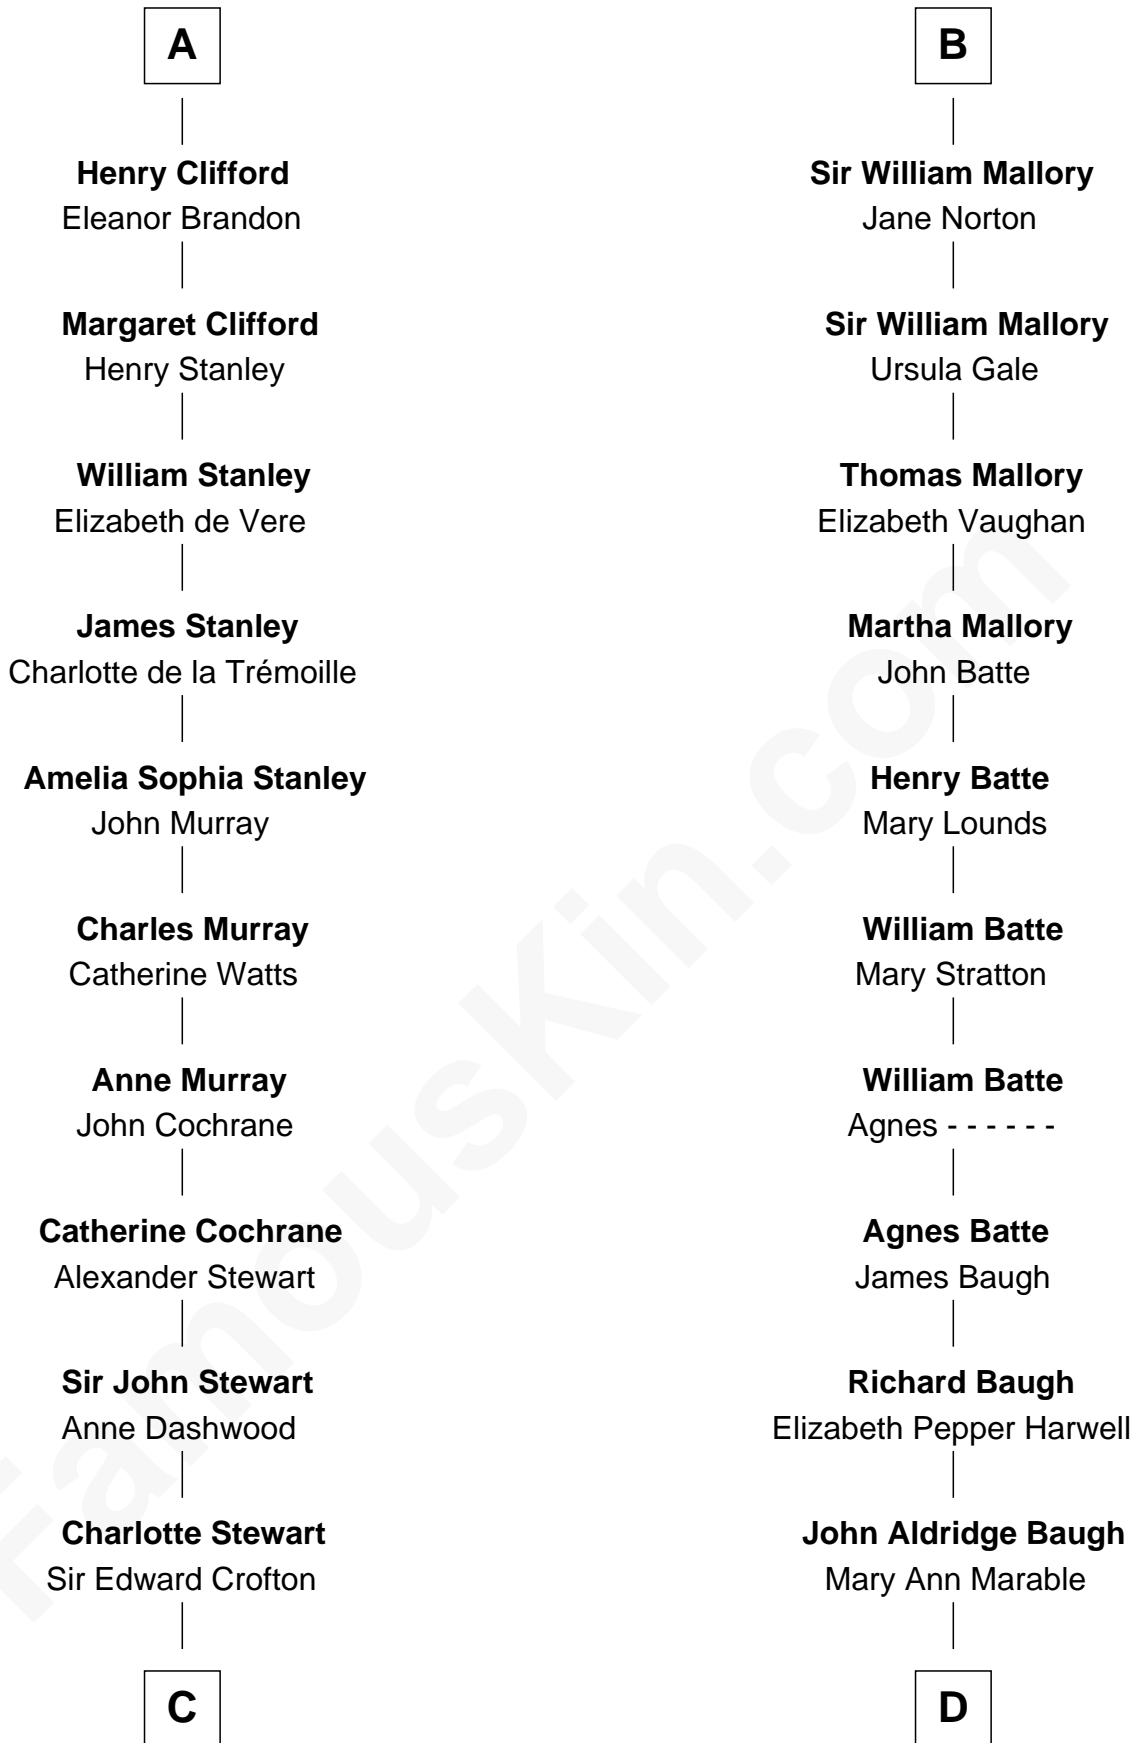 A
Henry Clifford
Eleanor Brandon
Margaret Clifford
Henry Stanley
William Stanley
Elizabeth de Vere
James Stanley
Charlotte de la Trémoille
Amelia Sophia Stanley
John Murray
Charles Murray
Catherine Watts
Anne Murray
John Cochrane
Catherine Cochrane
Alexander Stewart
Sir John Stewart
Anne Dashwood
Charlotte Stewart
Sir Edward Crofton
C
B
Sir William Mallory
Jane Norton
Sir William Mallory
Ursula Gale
Thomas Mallory
Elizabeth Vaughan
Martha Mallory
John Batte
Henry Batte
Mary Lounds
William Batte
Mary Stratton
William Batte
Agnes - - - - - -
Agnes Batte
James Baugh
Richard Baugh
Elizabeth Pepper Harwell
John Aldridge Baugh
Mary Ann Marable
D
FamousKin.com